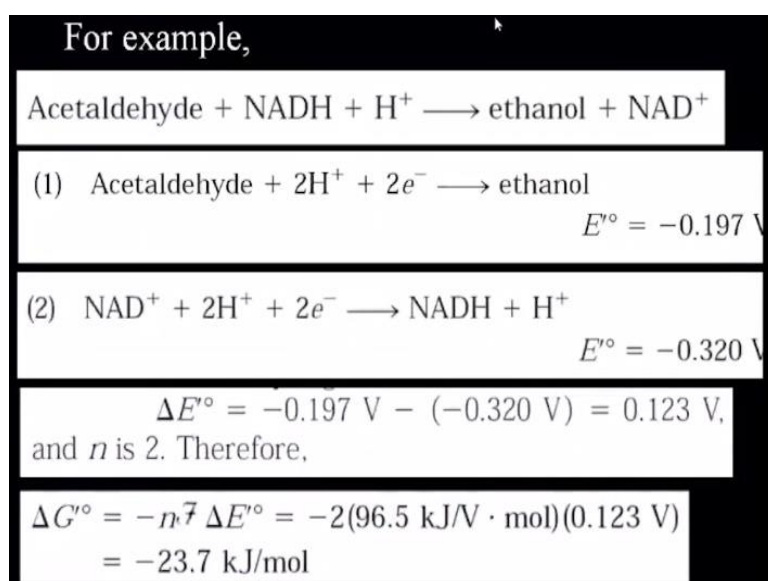 For example,
Acetaldehyde + NADH + H⁺ ⟶ ethanol + NAD⁺
(1) Acetaldehyde + 2H⁺ + 2e⁻ ⟶ ethanol
E′° = −0.197 V
(2) NAD⁺ + 2H⁺ + 2e⁻ ⟶ NADH + H⁺
E′° = −0.320 V
ΔE′° = −0.197 V − (−0.320 V) = 0.123 V,
and n is 2. Therefore,
ΔG′° = −nℱ ΔE′° = −2(96.5 kJ/V · mol)(0.123 V)
= −23.7 kJ/mol